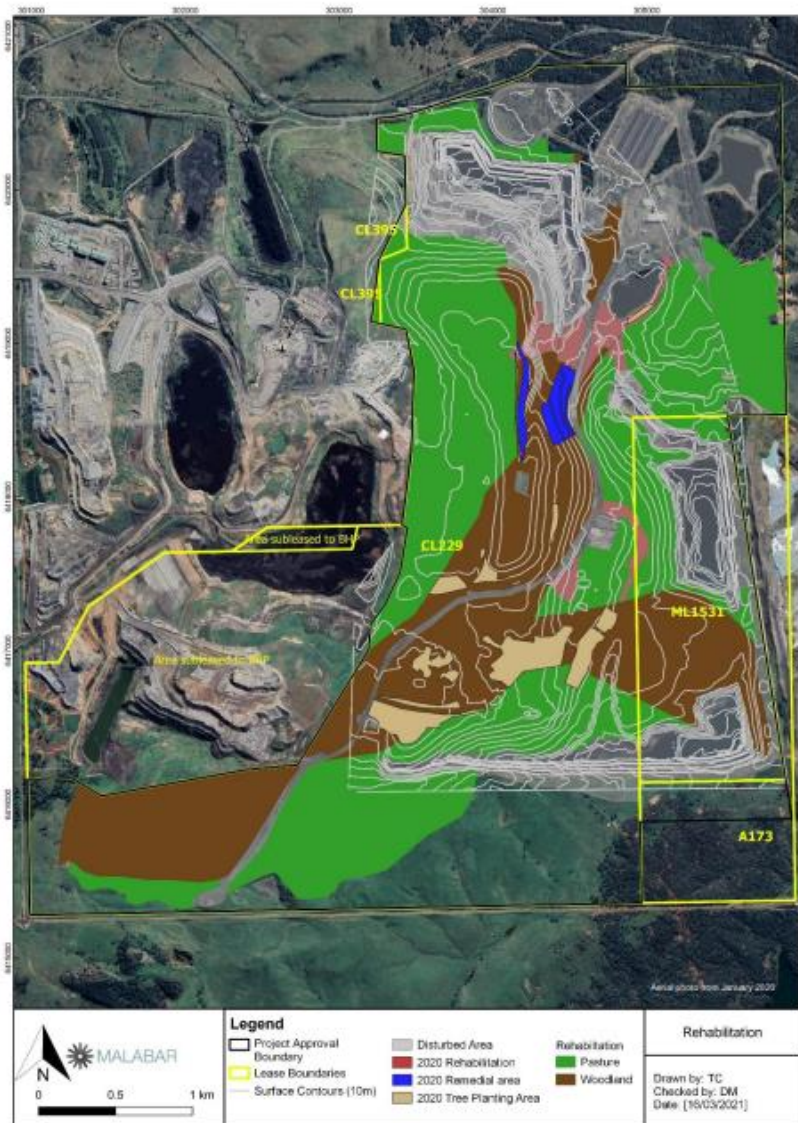 301000 302000 303000 304000 305000
6421000
6420000
6419000
6418000
6417000
6416000
6415000
CL395
CL395
Area subleased to BHP
CL229
ML1531
Area subleased to BHP
A173
Aerial photo from January 2020
MALABAR
N
0 0.5 1 km
Legend
Project Approval
Boundary
Lease Boundaries
Surface Contours (10m)
Disturbed Area
2020 Rehabilitation
2020 Remedial area
2020 Tree Planting Area
Rehabilitation
Pasture
Woodland
Rehabilitation
Drawn by: TC
Checked by: DM
Date: [16/03/2021]